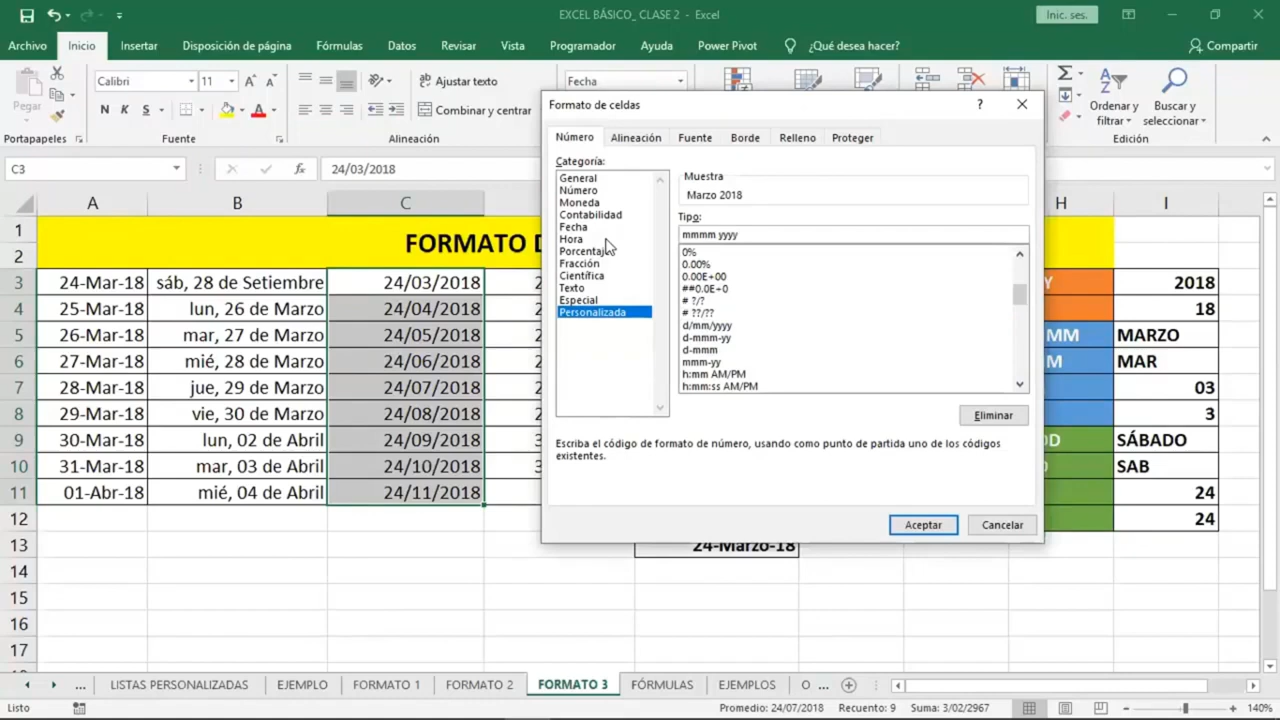 EXCEL BÁSICO_ CLASE 2 - Excel
Inic. ses.
Archivo Inicio Insertar Disposición de página Fórmulas Datos Revisar Vista Programador Ayuda Power Pivot ¿Qué desea hacer? Compartir
Pegar
Calibri 11
N K S
Ajustar texto
Combinar y centrar
Fecha
Ordenar y filtrar
Buscar y seleccionar
Portapapeles Fuente Alineación Edición
C3 fx 24/03/2018
A B C H I
1
2 FORMATO D
3 24-Mar-18 sáb, 28 de Setiembre 24/03/2018 Y 2018
4 25-Mar-18 lun, 26 de Marzo 24/04/2018 18
5 26-Mar-18 mar, 27 de Marzo 24/05/2018 MM MARZO
6 27-Mar-18 mié, 28 de Marzo 24/06/2018 M MAR
7 28-Mar-18 jue, 29 de Marzo 24/07/2018 03
8 29-Mar-18 vie, 30 de Marzo 24/08/2018 3
9 30-Mar-18 lun, 02 de Abril 24/09/2018 DD SÁBADO
10 31-Mar-18 mar, 03 de Abril 24/10/2018 SAB
11 01-Abr-18 mié, 04 de Abril 24/11/2018 24
12 24
13 24-Marzo-18
14
15
16
17
Formato de celdas ?
Número Alineación Fuente Borde Relleno Proteger
Categoría:
General
Número
Moneda
Contabilidad
Fecha
Hora
Porcentaje
Fracción
Científica
Texto
Especial
Personalizada
Muestra
Marzo 2018
Tipo:
mmmm yyyy
0%
0.00%
0.00E+00
##0.0E+0
# ?/?
# ??/??
d/mm/yyyy
d-mmm-yy
d-mmm
mmm-yy
h:mm AM/PM
h:mm:ss AM/PM
Eliminar
Escriba el código de formato de número, usando como punto de partida uno de los códigos
existentes.
Aceptar Cancelar
... LISTAS PERSONALIZADAS EJEMPLO FORMATO 1 FORMATO 2 FORMATO 3 FÓRMULAS EJEMPLOS O ...
Listo Promedio: 24/07/2018 Recuento: 9 Suma: 3/02/2967 140%